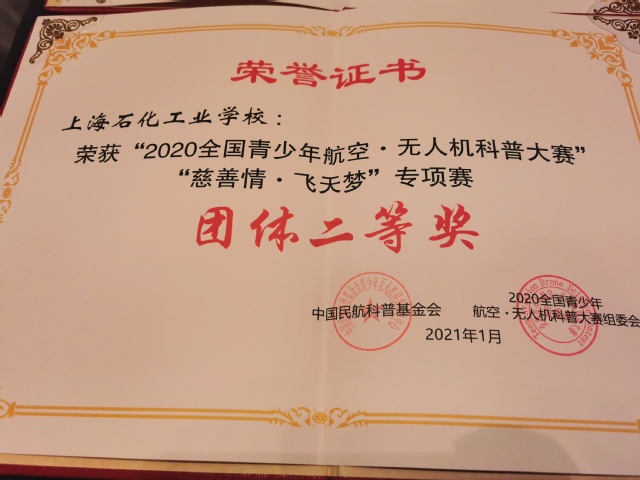 荣誉证书
上海石化工业学校：
荣获“2020全国青少年航空·无人机科普大赛”
“慈善情·飞天梦”专项赛
团体二等奖
中国民航科普基金会
2020全国青少年
航空·无人机科普大赛组委会
2021年1月